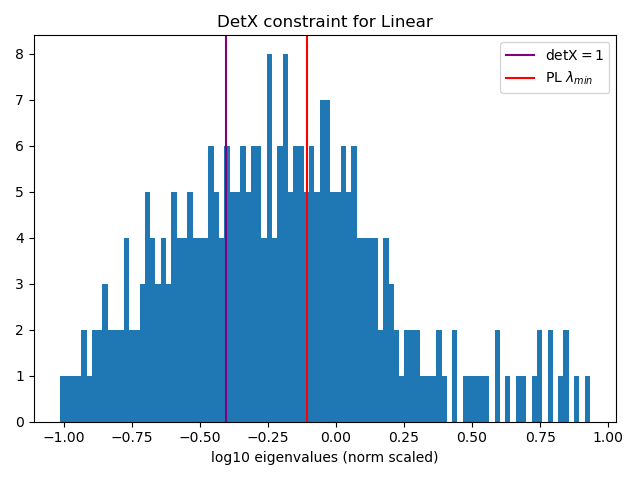 DetX constraint for Linear
detX = 1
PL λmin
8
7
6
5
4
3
2
1
0
−1.00 −0.75 −0.50 −0.25 0.00 0.25 0.50 0.75 1.00
log10 eigenvalues (norm scaled)